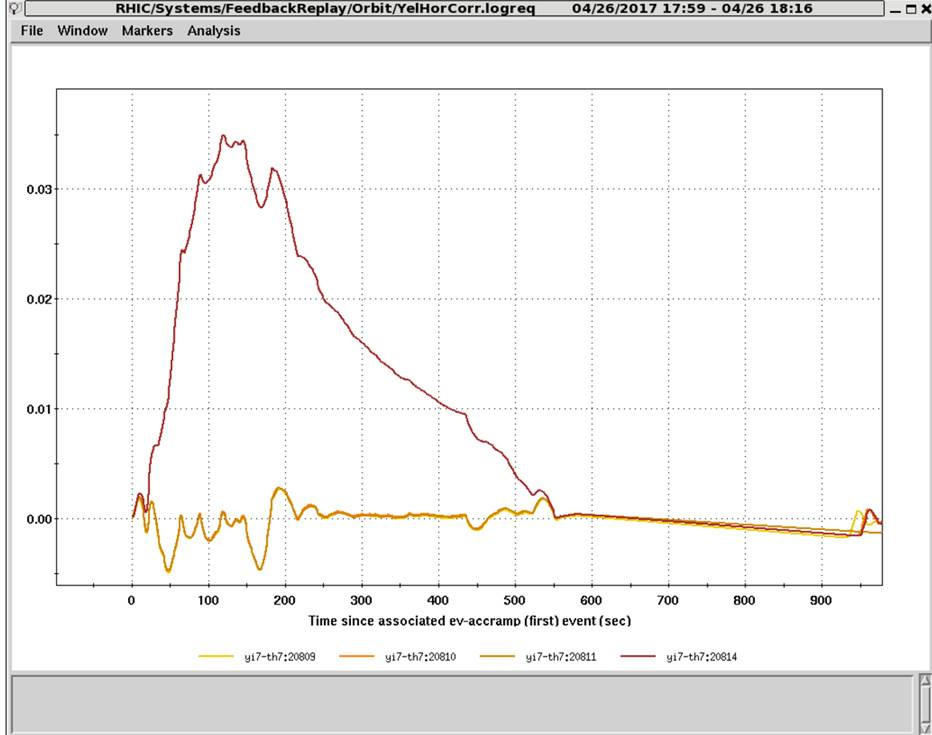 RHIC/Systems/FeedbackReplay/Orbit/YelHorCorr.logreq 04/26/2017 17:59 - 04/26 18:16
File Window Markers Analysis
0.03
0.02
0.01
0.00
0 100 200 300 400 500 600 700 800 900
Time since associated ev-accramp (first) event (sec)
yi7-th7:20809 yi7-th7:20810 yi7-th7:20811 yi7-th7:20814